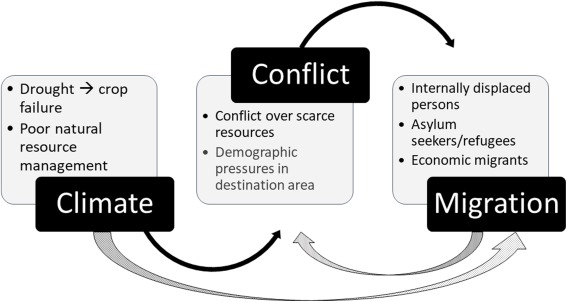 • Drought → crop
failure
• Poor natural
resource
management
Climate
Conflict
• Conflict over scarce
resources
• Demographic
pressures in
destination area
• Internally displaced
persons
• Asylum
seekers/refugees
• Economic migrants
Migration